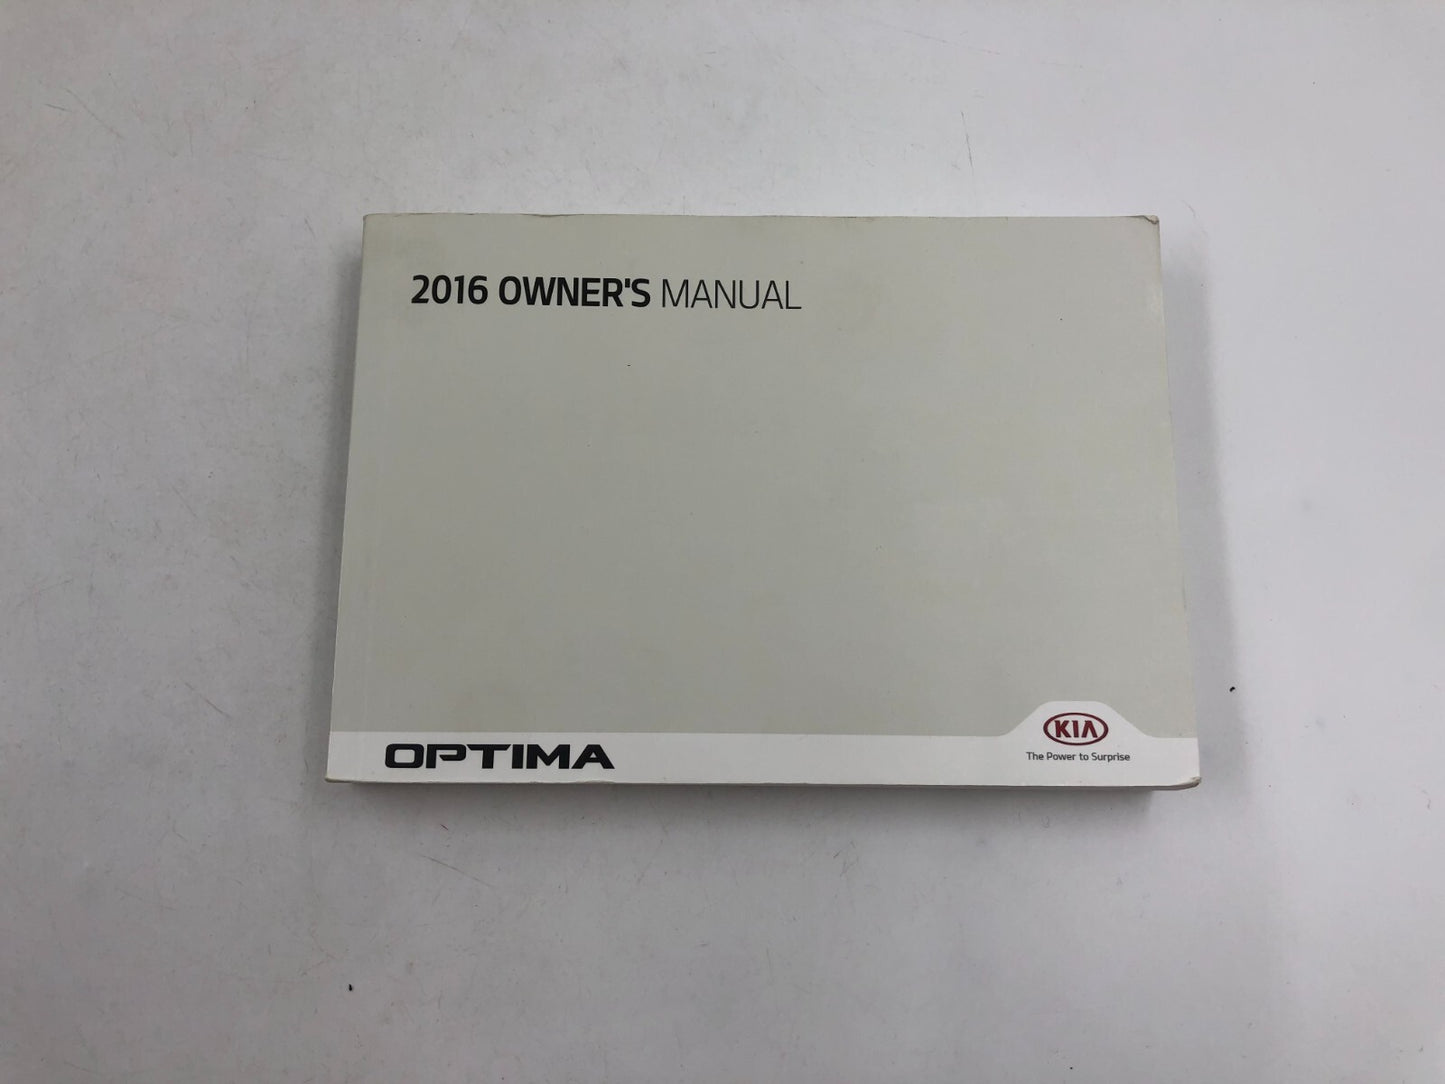 2016 OWNER'S MANUAL
OPTIMA
KIA
The Power to Surprise